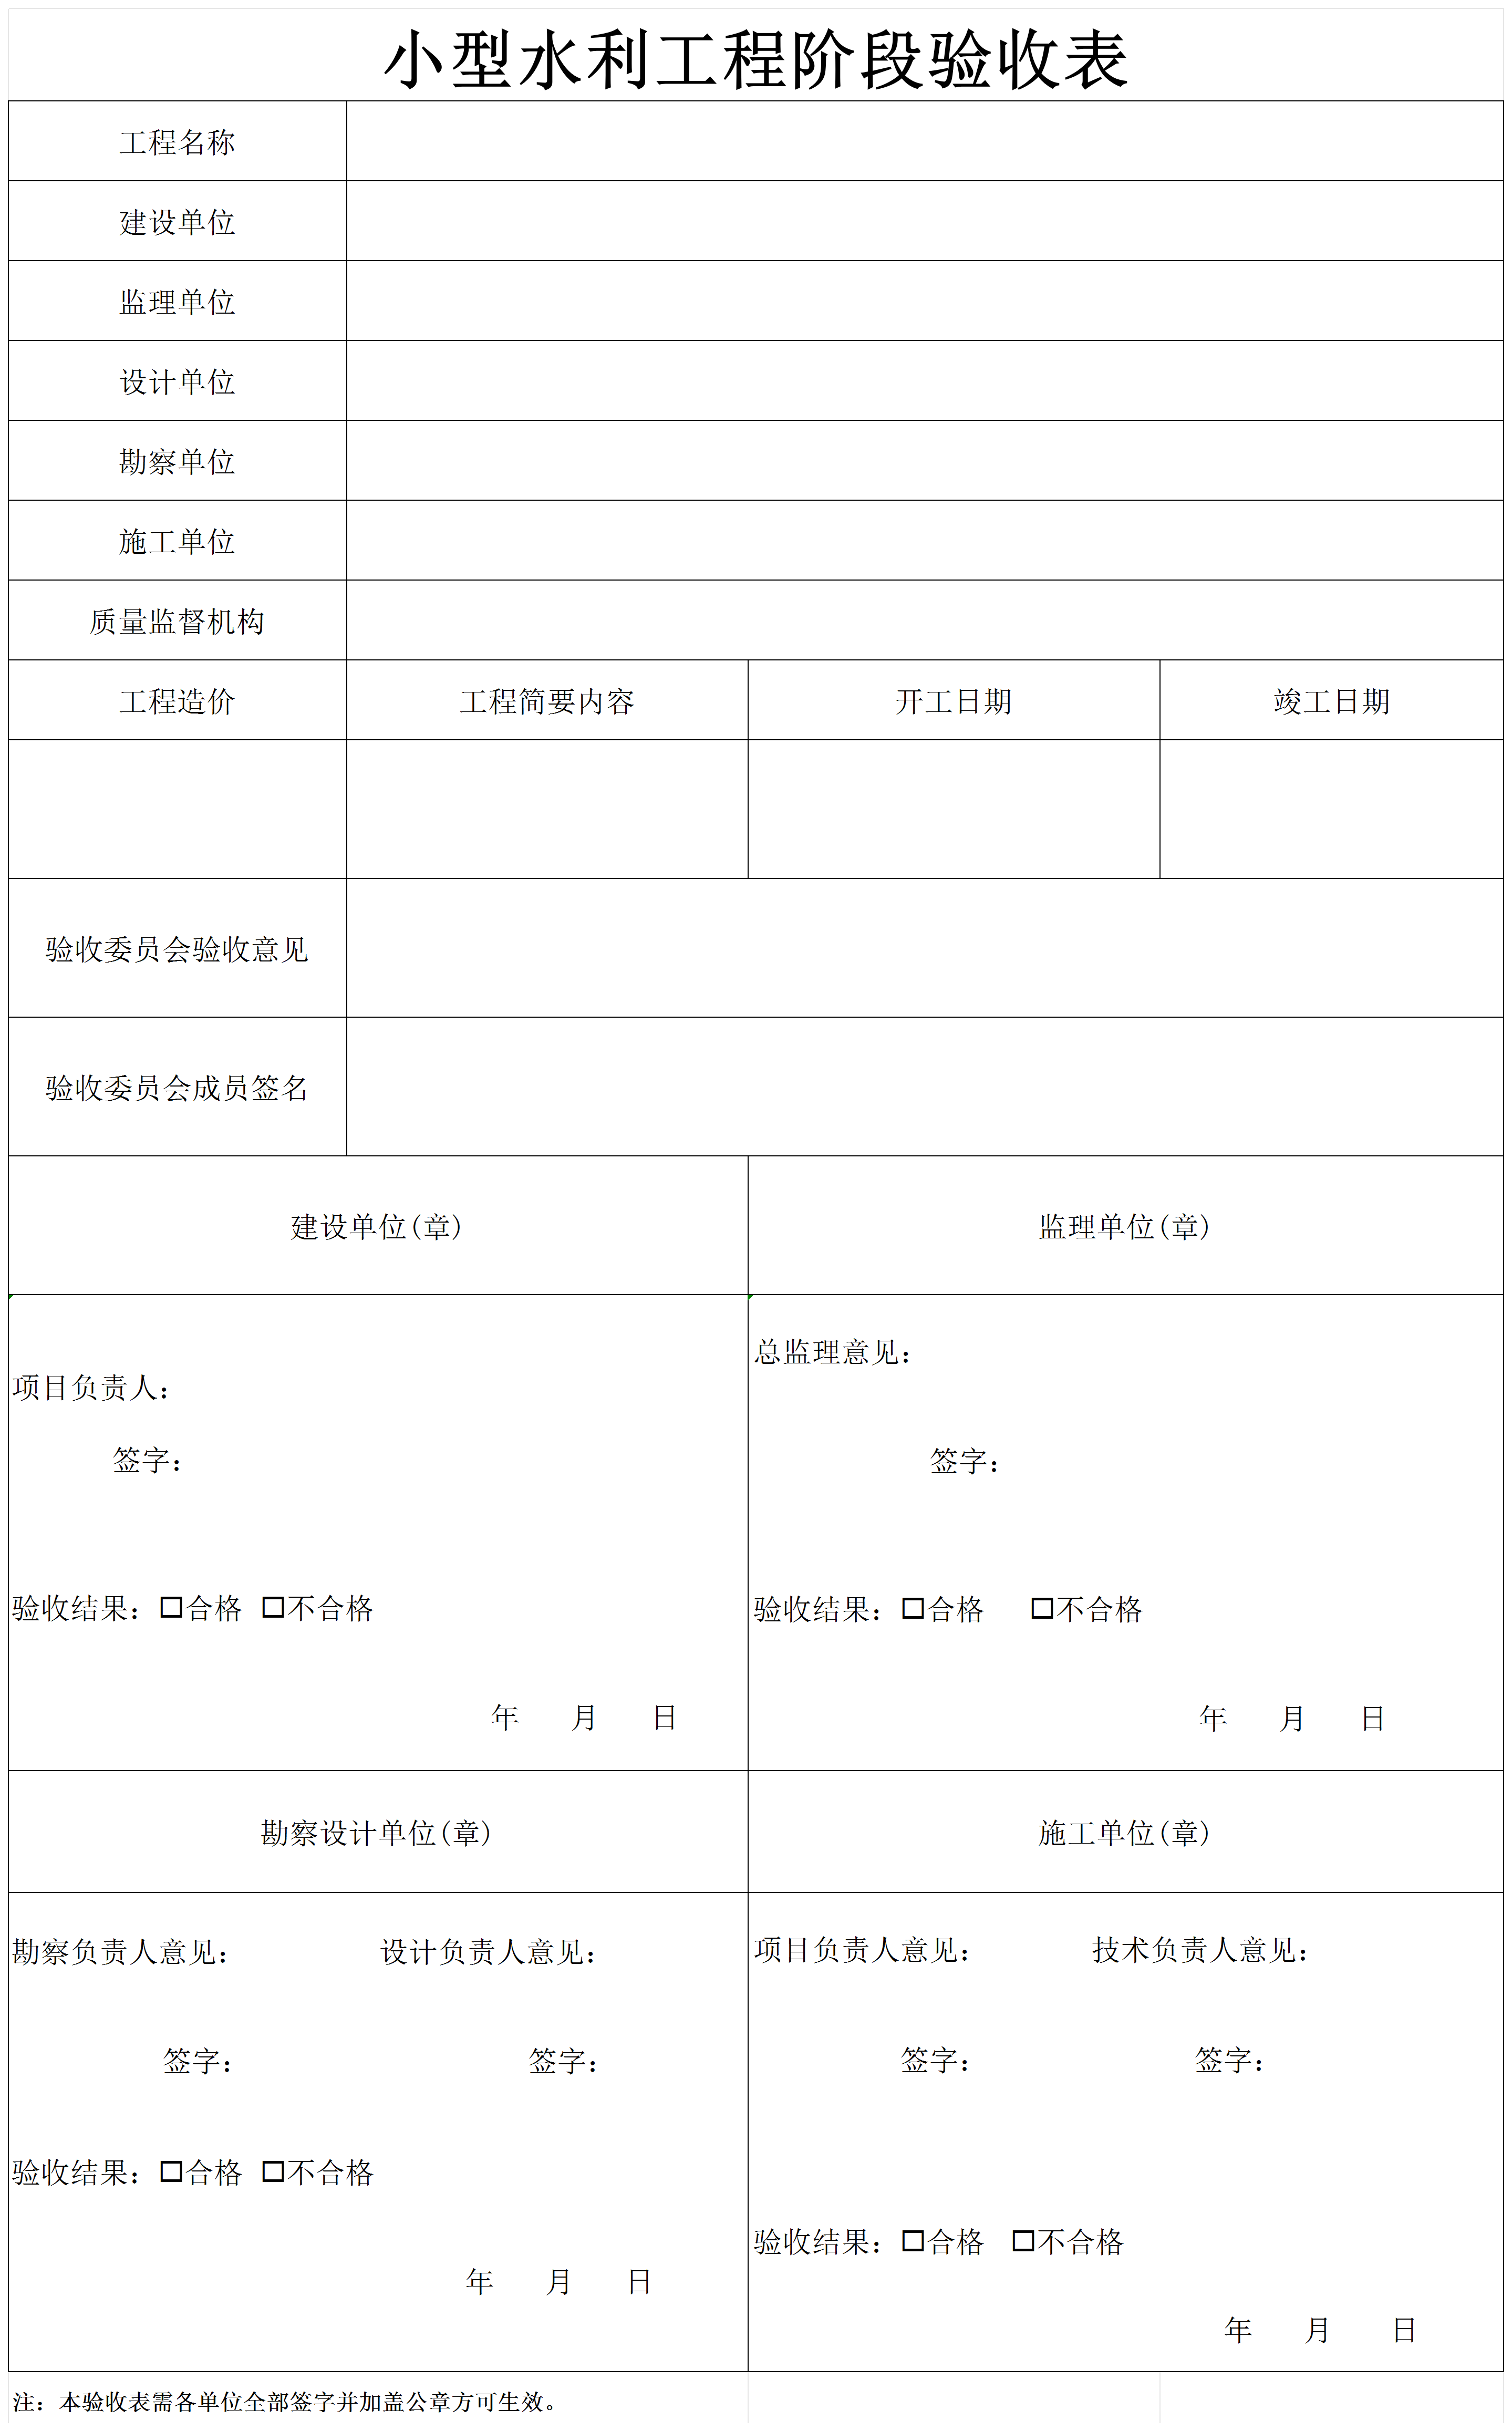 小型水利工程阶段验收表
工程名称
建设单位
监理单位
设计单位
勘察单位
施工单位
质量监督机构
工程造价 工程简要内容 开工日期 竣工日期
验收委员会验收意见
验收委员会成员签名
建设单位(章) 监理单位(章)
项目负责人：
签字：
验收结果：□合格 □不合格
年 月 日
总监理意见：
签字：
验收结果：□合格 □不合格
年 月 日
勘察设计单位(章) 施工单位(章)
勘察负责人意见： 设计负责人意见：
签字： 签字：
验收结果：□合格 □不合格
年 月 日
项目负责人意见： 技术负责人意见：
签字： 签字：
验收结果：□合格 □不合格
年 月 日
注：本验收表需各单位全部签字并加盖公章方可生效。